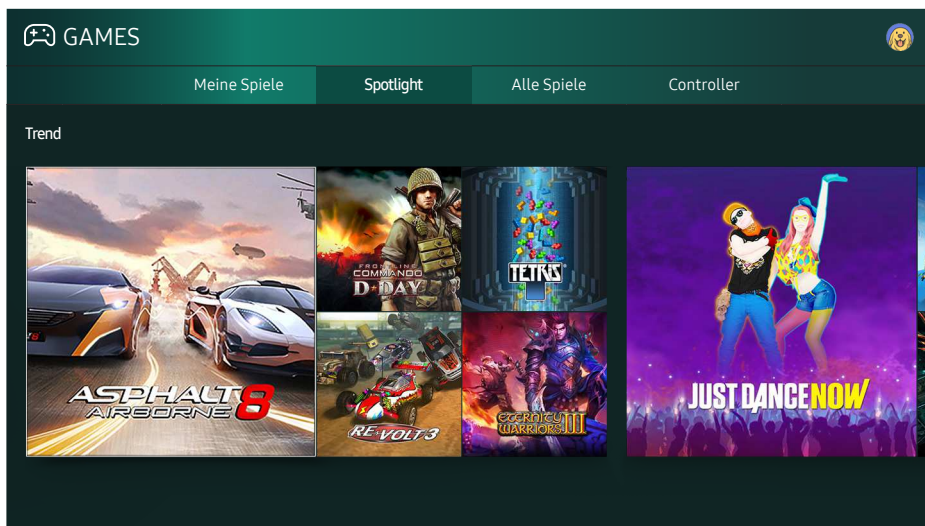 GAMES
Meine Spiele
Spotlight
Alle Spiele
Controller
Trend
ASPHALT 8
AIRBORNE
FRONTLINE
COMMANDO
D★DAY
TETRIS
RE-VOLT 3
ETERNITY
WARRIORS III
JUST DANCE NOW